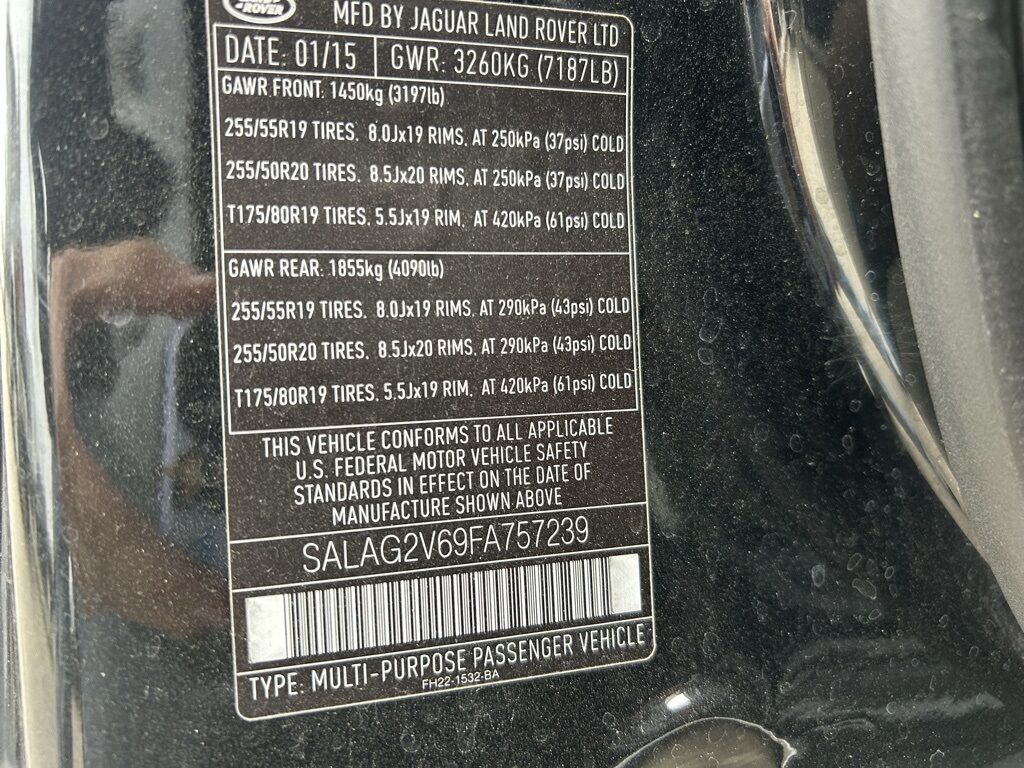 ROVER
MFD BY JAGUAR LAND ROVER LTD
DATE: 01/15 GWR: 3260KG (7187LB)
GAWR FRONT: 1450kg (3197lb)
255/55R19 TIRES, 8.0Jx19 RIMS, AT 250kPa (37psi) COLD
255/50R20 TIRES, 8.5Jx20 RIMS, AT 250kPa (37psi) COLD
T175/80R19 TIRES, 5.5Jx19 RIM, AT 420kPa (61psi) COLD
GAWR REAR: 1855kg (4090lb)
255/55R19 TIRES, 8.0Jx19 RIMS, AT 290kPa (43psi) COLD
255/50R20 TIRES, 8.5Jx20 RIMS, AT 290kPa (43psi) COLD
T175/80R19 TIRES, 5.5Jx19 RIM, AT 420kPa (61psi) COLD
THIS VEHICLE CONFORMS TO ALL APPLICABLE
U.S. FEDERAL MOTOR VEHICLE SAFETY
STANDARDS IN EFFECT ON THE DATE OF
MANUFACTURE SHOWN ABOVE
SALAG2V69FA757239
TYPE: MULTI-PURPOSE PASSENGER VEHICLE
FH22-1532-BA